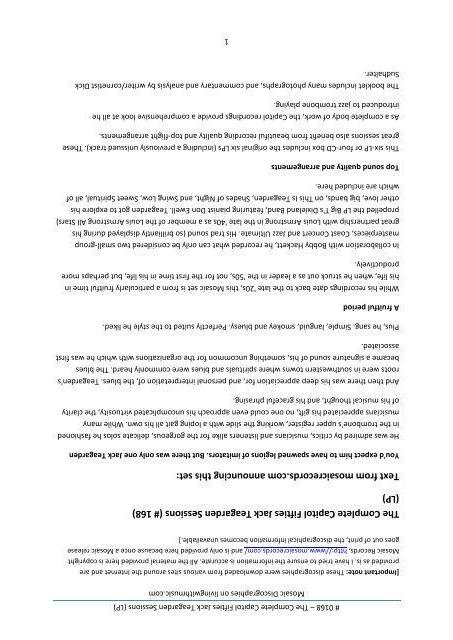 # 0168 – The Complete Capitol Fifties Jack Teagarden Sessions (LP)
Mosaic Discographies on livingwithmusic.com
[Important note: These discographies were downloaded from various sites around the Internet and are
provided as is. I have tried to ensure the information is accurate. All the material provided here is copyright
Mosaic Records, http://www.mosaicrecords.com/ and is only provided here because once a Mosaic release
goes out of print, the discographical information becomes unavailable.]
The Complete Capitol Fifties Jack Teagarden Sessions (# 168)
(LP)
Text from mosaicrecords.com announcing this set:
You'd expect him to have spawned legions of imitators. But there was only one Jack Teagarden
He was admired by critics, musicians and listeners alike for the gorgeous, delicate solos he fashioned
in the trombone's upper register, working the slide with a loping gait all his own. While many
musicians appreciated his gift, no one could even approach his uncomplicated virtuosity, the clarity
of his musical thought, and his graceful phrasing.
And then there was his deep appreciation for, and personal interpretation of, the blues. Teagarden's
roots were in southwestern towns where spirituals and blues were commonly heard. The blues
became a signature sound of his, something uncommon for the organizations with which he was first
associated.
Plus, he sang. Simple, languid, smokey and bluesy. Perfectly suited to the style he liked.
A fruitful period
While his recordings date back to the late '20s, this Mosaic set is from a particularly fruitful time in
his life, when he struck out as a leader in the '50s, not for the first time in his life, but perhaps more
productively.
In collaboration with Bobby Hackett, he recorded what can only be considered two small-group
masterpieces, Coast Concert and Jazz Ultimate. His trad sound (so brilliantly displayed during his
great partnership with Louis Armstrong in the late '40s as a member of the Louis Armstrong All Stars)
propelled the LP Big T's Dixieland Band, featuring pianist Don Ewell. Teagarden got to explore his
other love, big bands, on This Is Teagarden, Shades of Night, and Swing Low, Sweet Spiritual, all of
which are included here.
Top sound quality and arrangements
This six-LP or four-CD box includes the original six LPs (including a previously unissued track). These
great sessions also benefit from beautiful recording quality and top-flight arrangements.
As a complete body of work, the Capitol recordings provide a comprehensive look at all he
introduced to jazz trombone playing.
The booklet includes many photographs, and commentary and analysis by writer/cornetist Dick
Sudhalter.
1